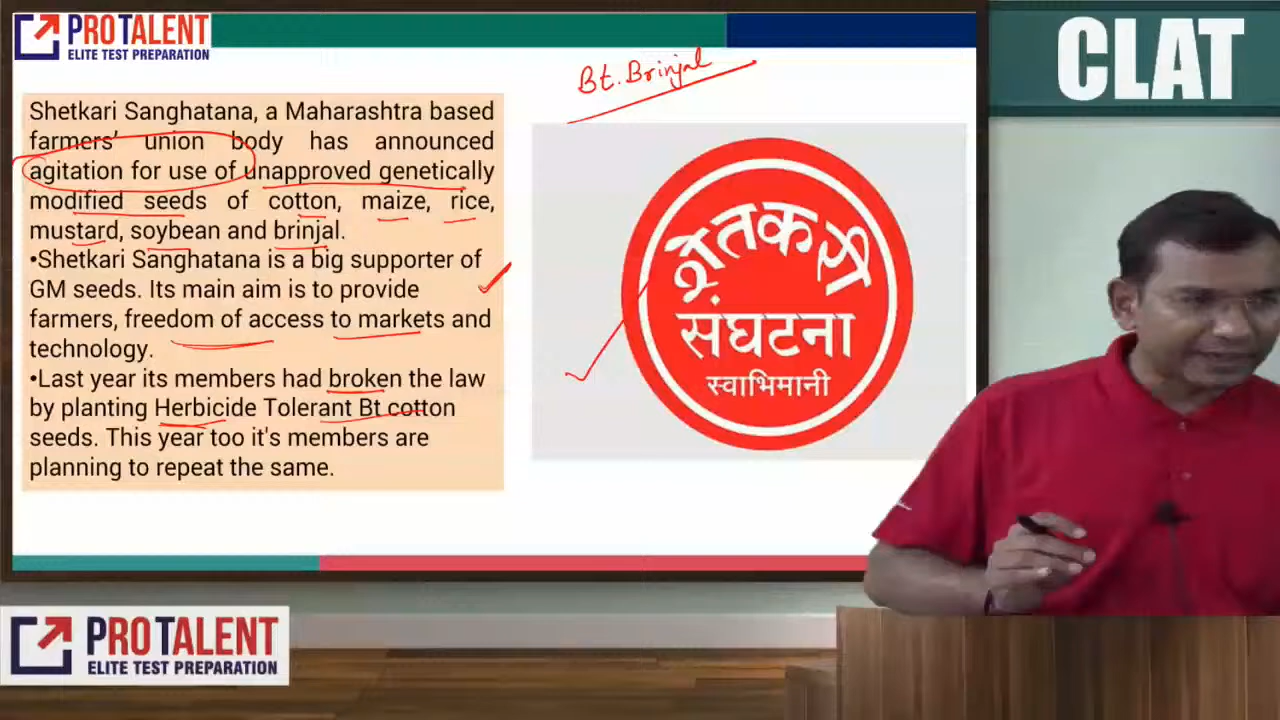 PROTALENT
ELITE TEST PREPARATION
CLAT
Bt. Brinjal
Shetkari Sanghatana, a Maharashtra based
farmers' union body has announced
agitation for use of unapproved genetically
modified seeds of cotton, maize, rice,
mustard, soybean and brinjal.
•Shetkari Sanghatana is a big supporter of
GM seeds. Its main aim is to provide
farmers, freedom of access to markets and
technology.
•Last year its members had broken the law
by planting Herbicide Tolerant Bt cotton
seeds. This year too it's members are
planning to repeat the same.
शेतकरी
संघटना
स्वाभिमानी
PROTALENT
ELITE TEST PREPARATION